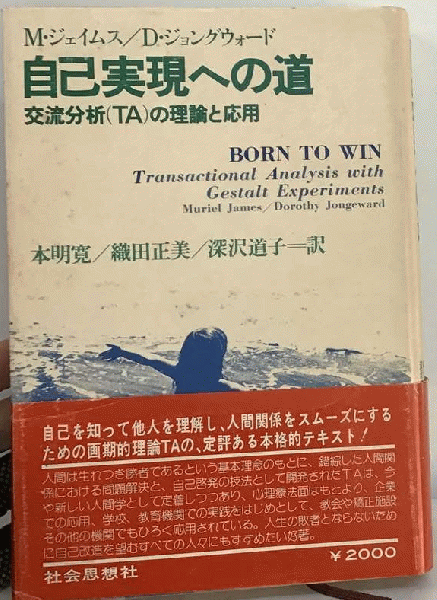 M・ジェイムス／D・ジョングウォード
自己実現への道
交流分析(TA)の理論と応用
BORN TO WIN
Transactional Analysis with
Gestalt Experiments
Muriel James/Dorothy Jongeward
本明寛／織田正美／深沢道子＝訳
自己を知って他人を理解し、人間関係をスムーズにする
ための画期的理論TAの、定評ある本格的テキスト！
人間は生れつき勝者であるという基本理念のもとに、錯綜した人間関
係における問題解決と、自己啓発の技法として開発されたTAは、今
や新しい人間学として定着しつつあり、心理療法面はもとより、企業
での応用、学校、教育機関での実践をはじめとして、教会や矯正施設
その他の機関でもひろく応用されている。人生の敗者とならないため
に自己改造を望むすべての人々にもすすめたい好著。
社会思想社
￥2000